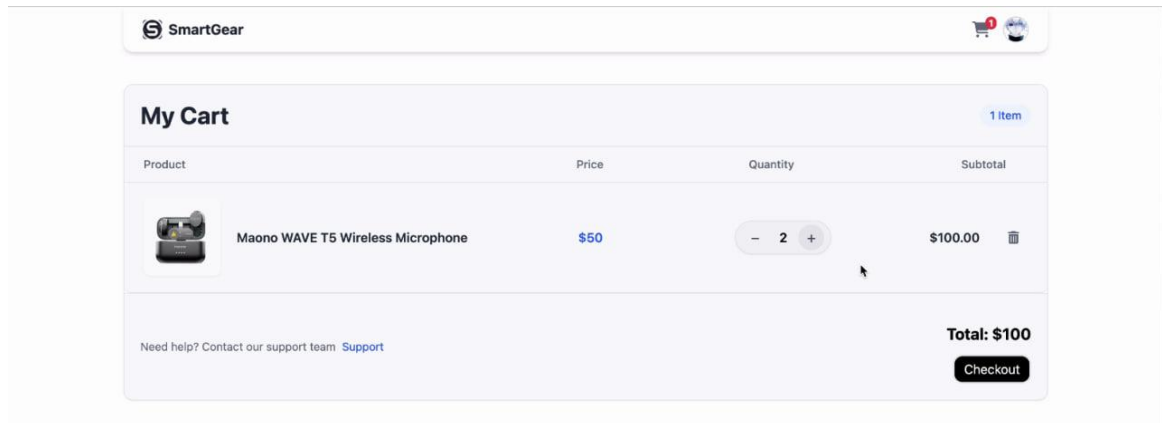 SmartGear
1
My Cart
1 Item
Product Price Quantity Subtotal
Maono WAVE T5 Wireless Microphone $50 − 2 + $100.00
Total: $100
Need help? Contact our support team Support
Checkout